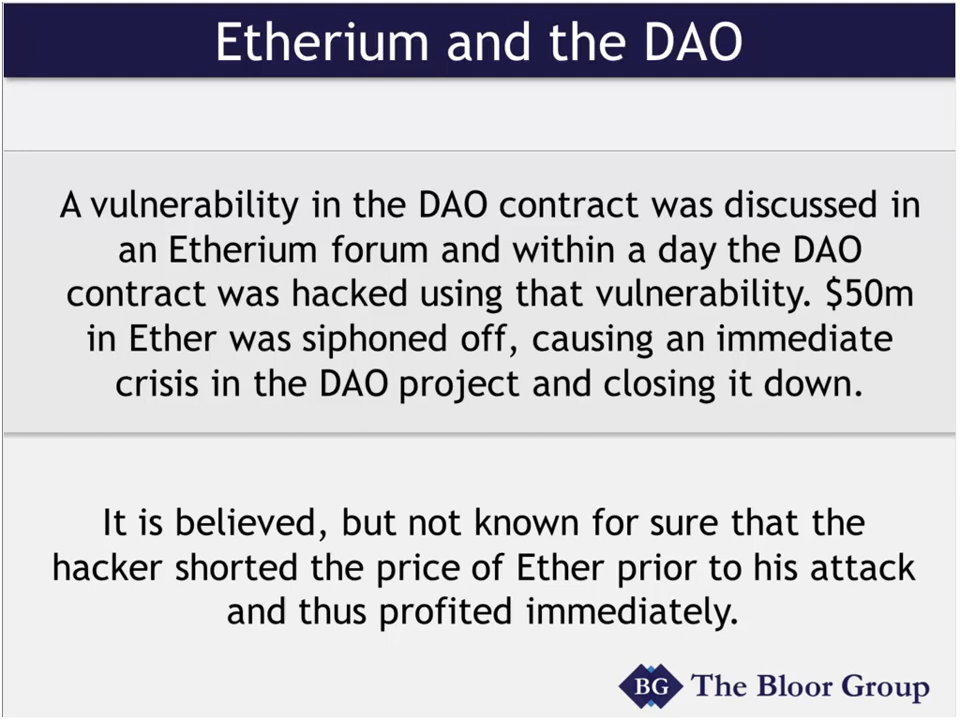 Etherium and the DAO
A vulnerability in the DAO contract was discussed in
an Etherium forum and within a day the DAO
contract was hacked using that vulnerability. $50m
in Ether was siphoned off, causing an immediate
crisis in the DAO project and closing it down.
It is believed, but not known for sure that the
hacker shorted the price of Ether prior to his attack
and thus profited immediately.
BG The Bloor Group